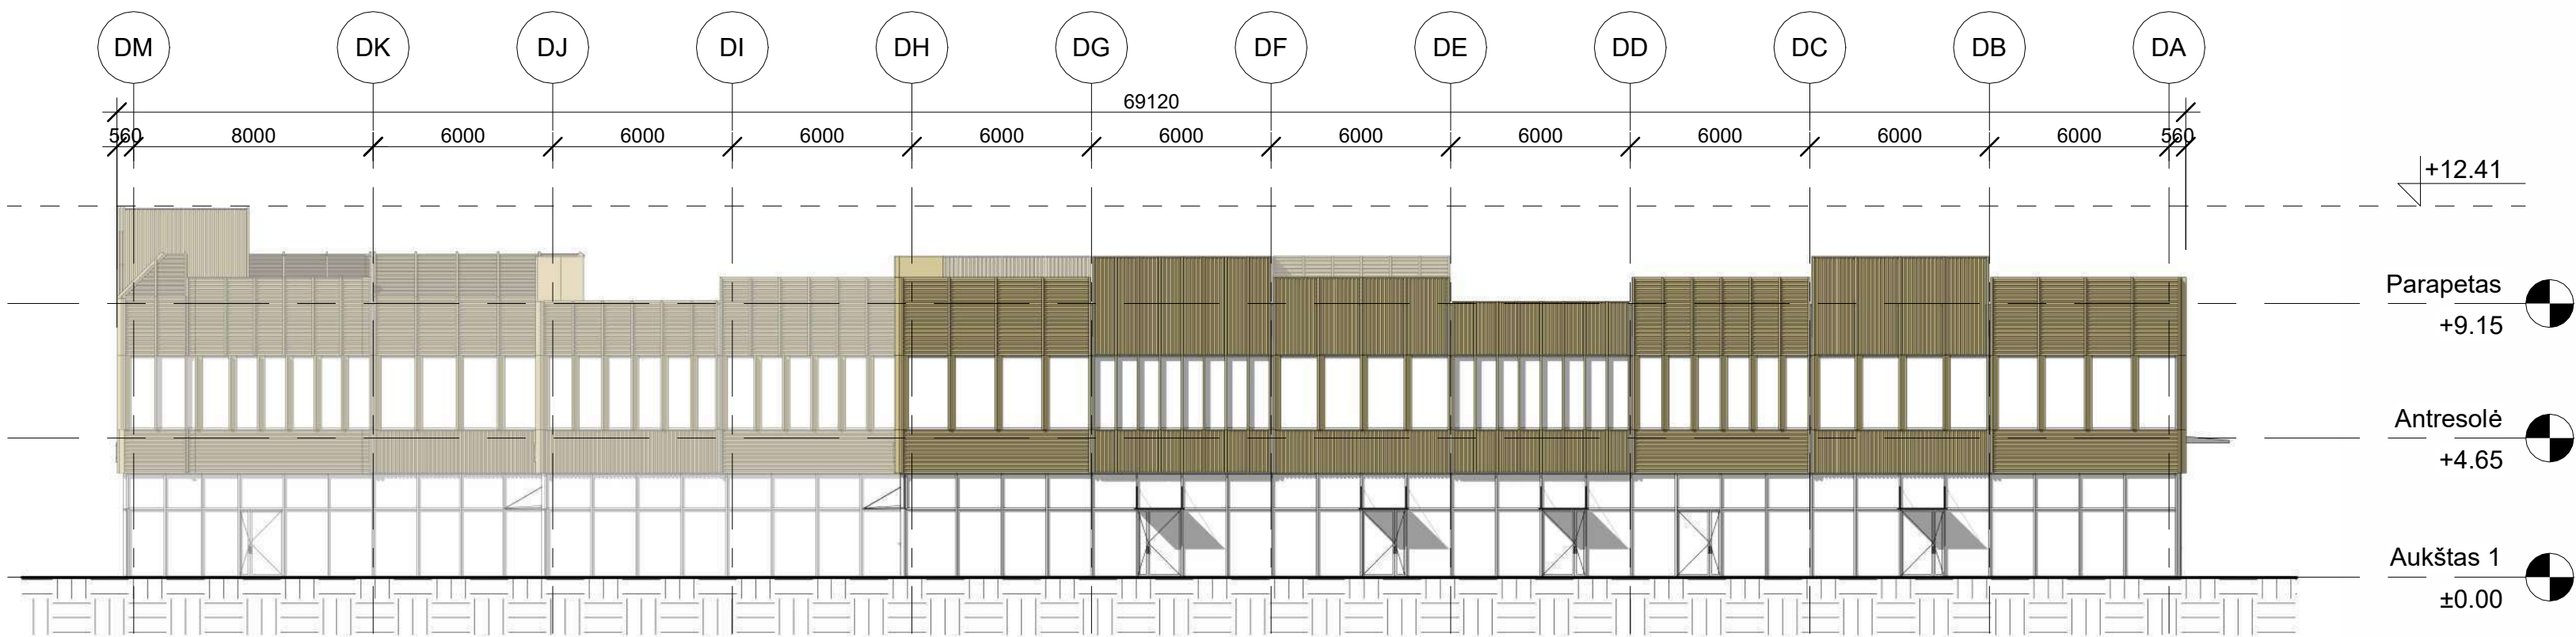 DM DK DJ DI DH DG DF DE DD DC DB DA
69120
560 8000 6000 6000 6000 6000 6000 6000 6000 6000 6000 6000 560
+12.41
Parapetas
+9.15
Antresolė
+4.65
Aukštas 1
±0.00